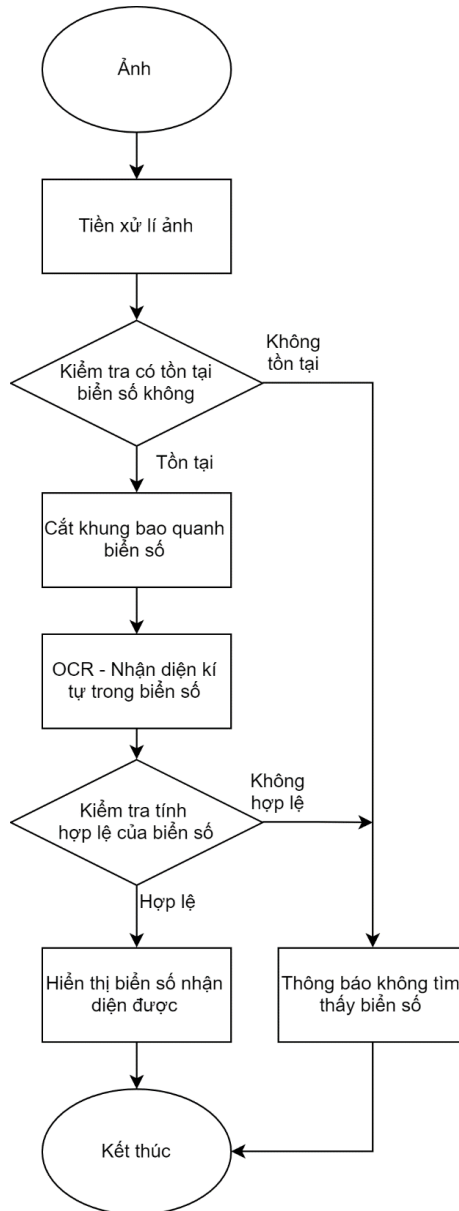 Ảnh
Tiền xử lí ảnh
Kiểm tra có tồn tại
biển số không
Không
tồn tại
Tồn tại
Cắt khung bao quanh
biển số
OCR - Nhận diện kí
tự trong biển số
Kiểm tra tính
hợp lệ của biển số
Không
hợp lệ
Hợp lệ
Hiển thị biển số nhận
diện được
Thông báo không tìm
thấy biển số
Kết thúc